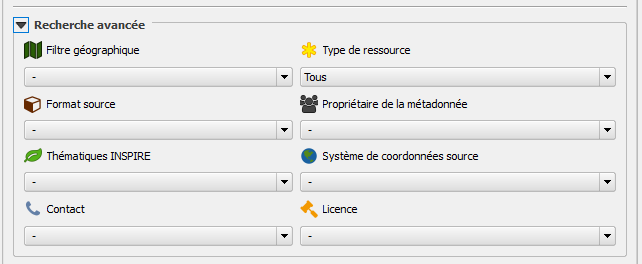 Recherche avancée
Filtre géographique
Type de ressource
-
Tous
Format source
Propriétaire de la métadonnée
-
-
Thématiques INSPIRE
Système de coordonnées source
-
-
Contact
Licence
-
-